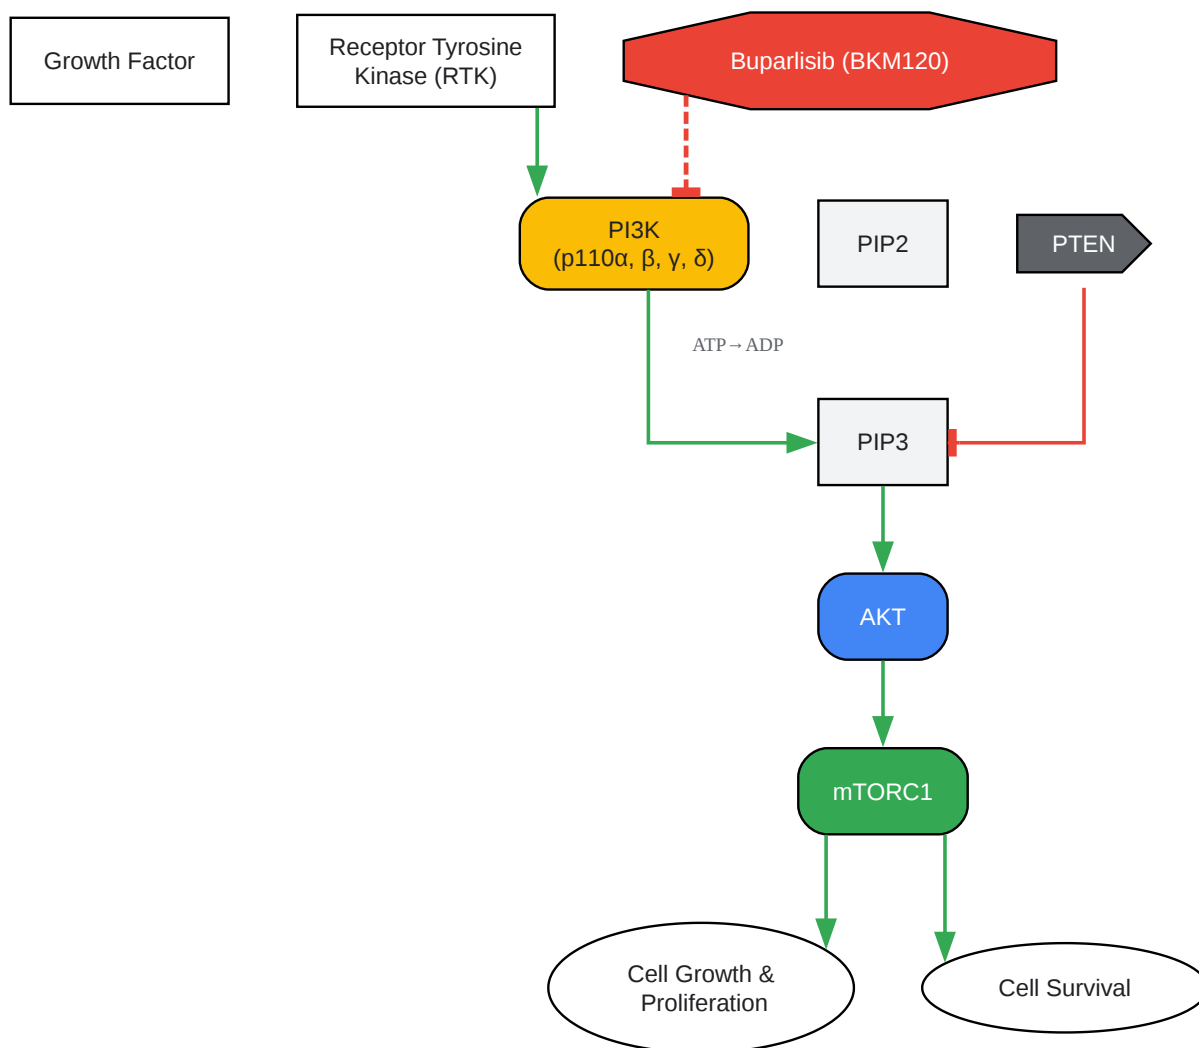 Growth Factor
Receptor Tyrosine
Kinase (RTK)
Buparlisib (BKM120)
PI3K
(p110α, β, γ, δ)
PIP2
PTEN
ATP→ADP
PIP3
AKT
mTORC1
Cell Growth &
Proliferation
Cell Survival